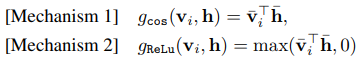 [Mechanism 1] g_cos(v_i, h) = v̄_i^⊤ h̄,
[Mechanism 2] g_ReLu(v_i, h) = max(v̄_i^⊤ h̄, 0)